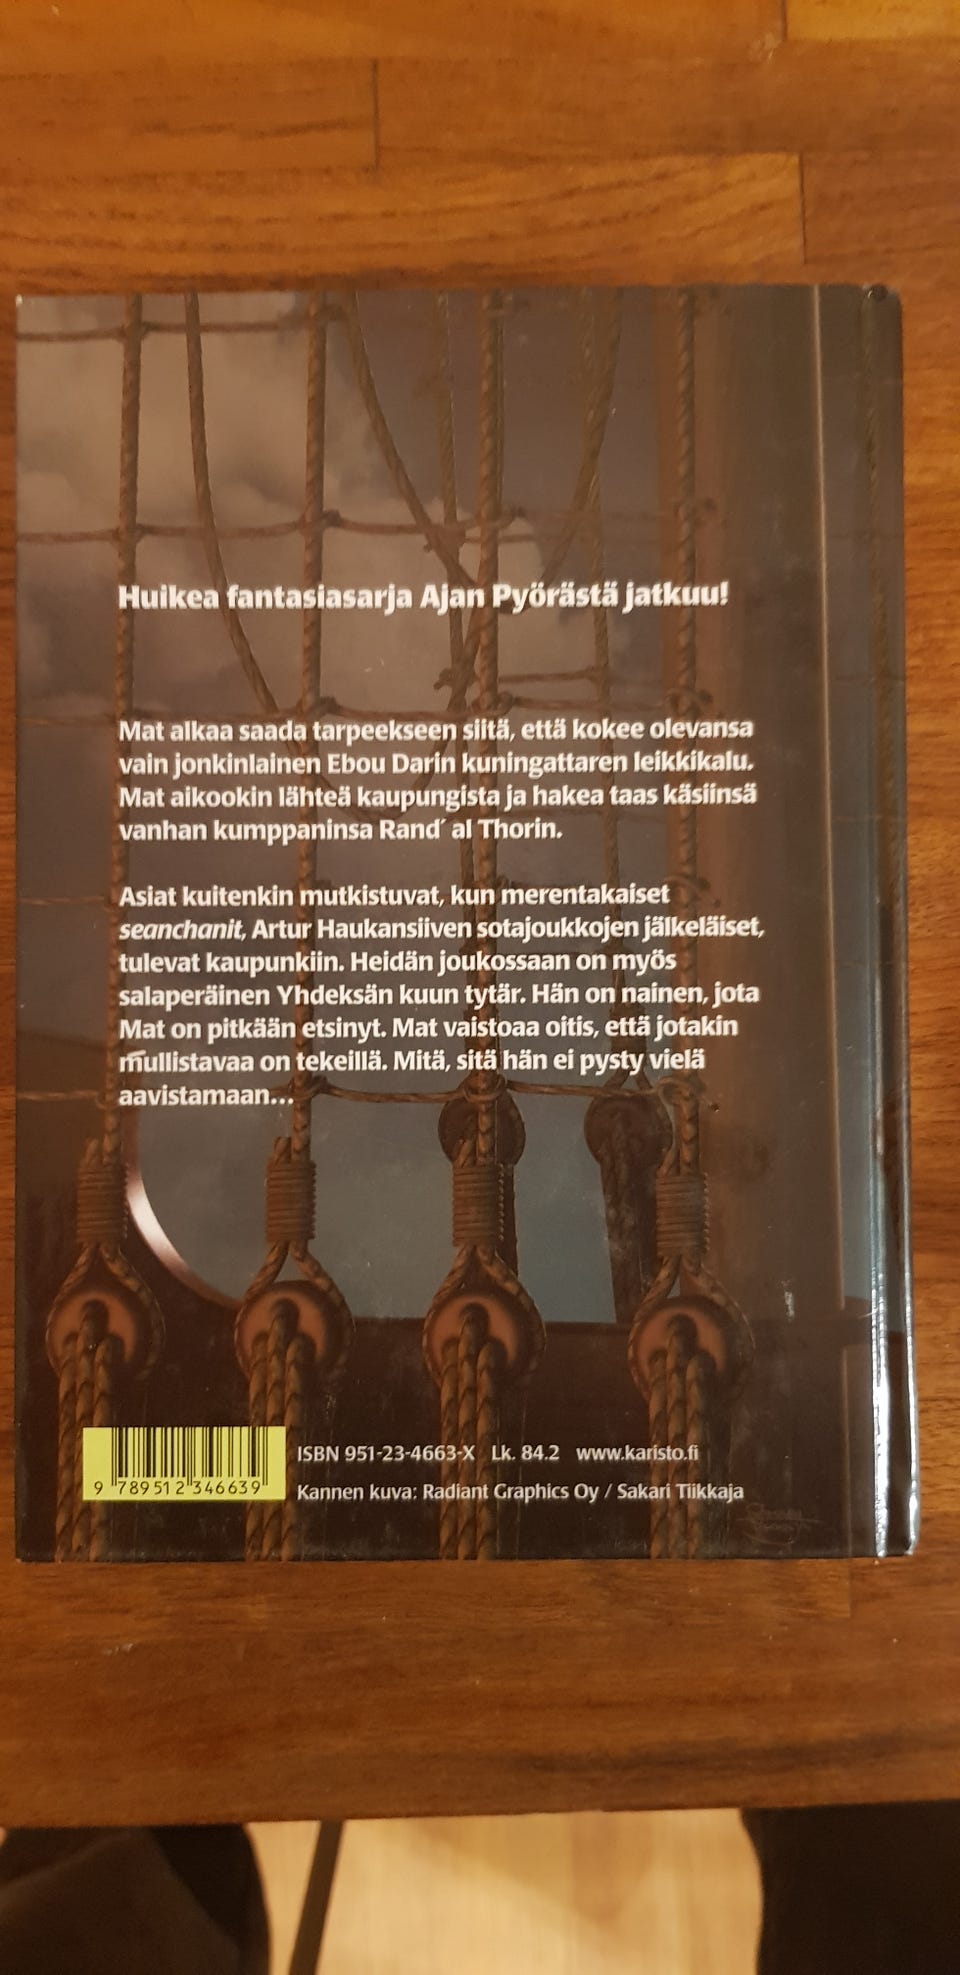 Huikea fantasiasarja Ajan Pyörästä jatkuu!
Mat alkaa saada tarpeekseen siitä, että kokee olevansa
vain jonkinlainen Ebou Darin kuningattaren leikkikalu.
Mat aikookin lähteä kaupungista ja hakea taas käsiinsä
vanhan kumppaninsa Rand´ al Thorin.
Asiat kuitenkin mutkistuvat, kun merentakaiset
seanchanit, Artur Haukansiiven sotajoukkojen jälkeläiset,
tulevat kaupunkiin. Heidän joukossaan on myös
salaperäinen Yhdeksän kuun tytär. Hän on nainen, jota
Mat on pitkään etsinyt. Mat vaistoaa oitis, että jotakin
mullistavaa on tekeillä. Mitä, sitä hän ei pysty vielä
aavistamaan...
ISBN 951-23-4663-X Lk. 84.2 www.karisto.fi
9 789512 346639
Kannen kuva: Radiant Graphics Oy / Sakari Tiikkaja